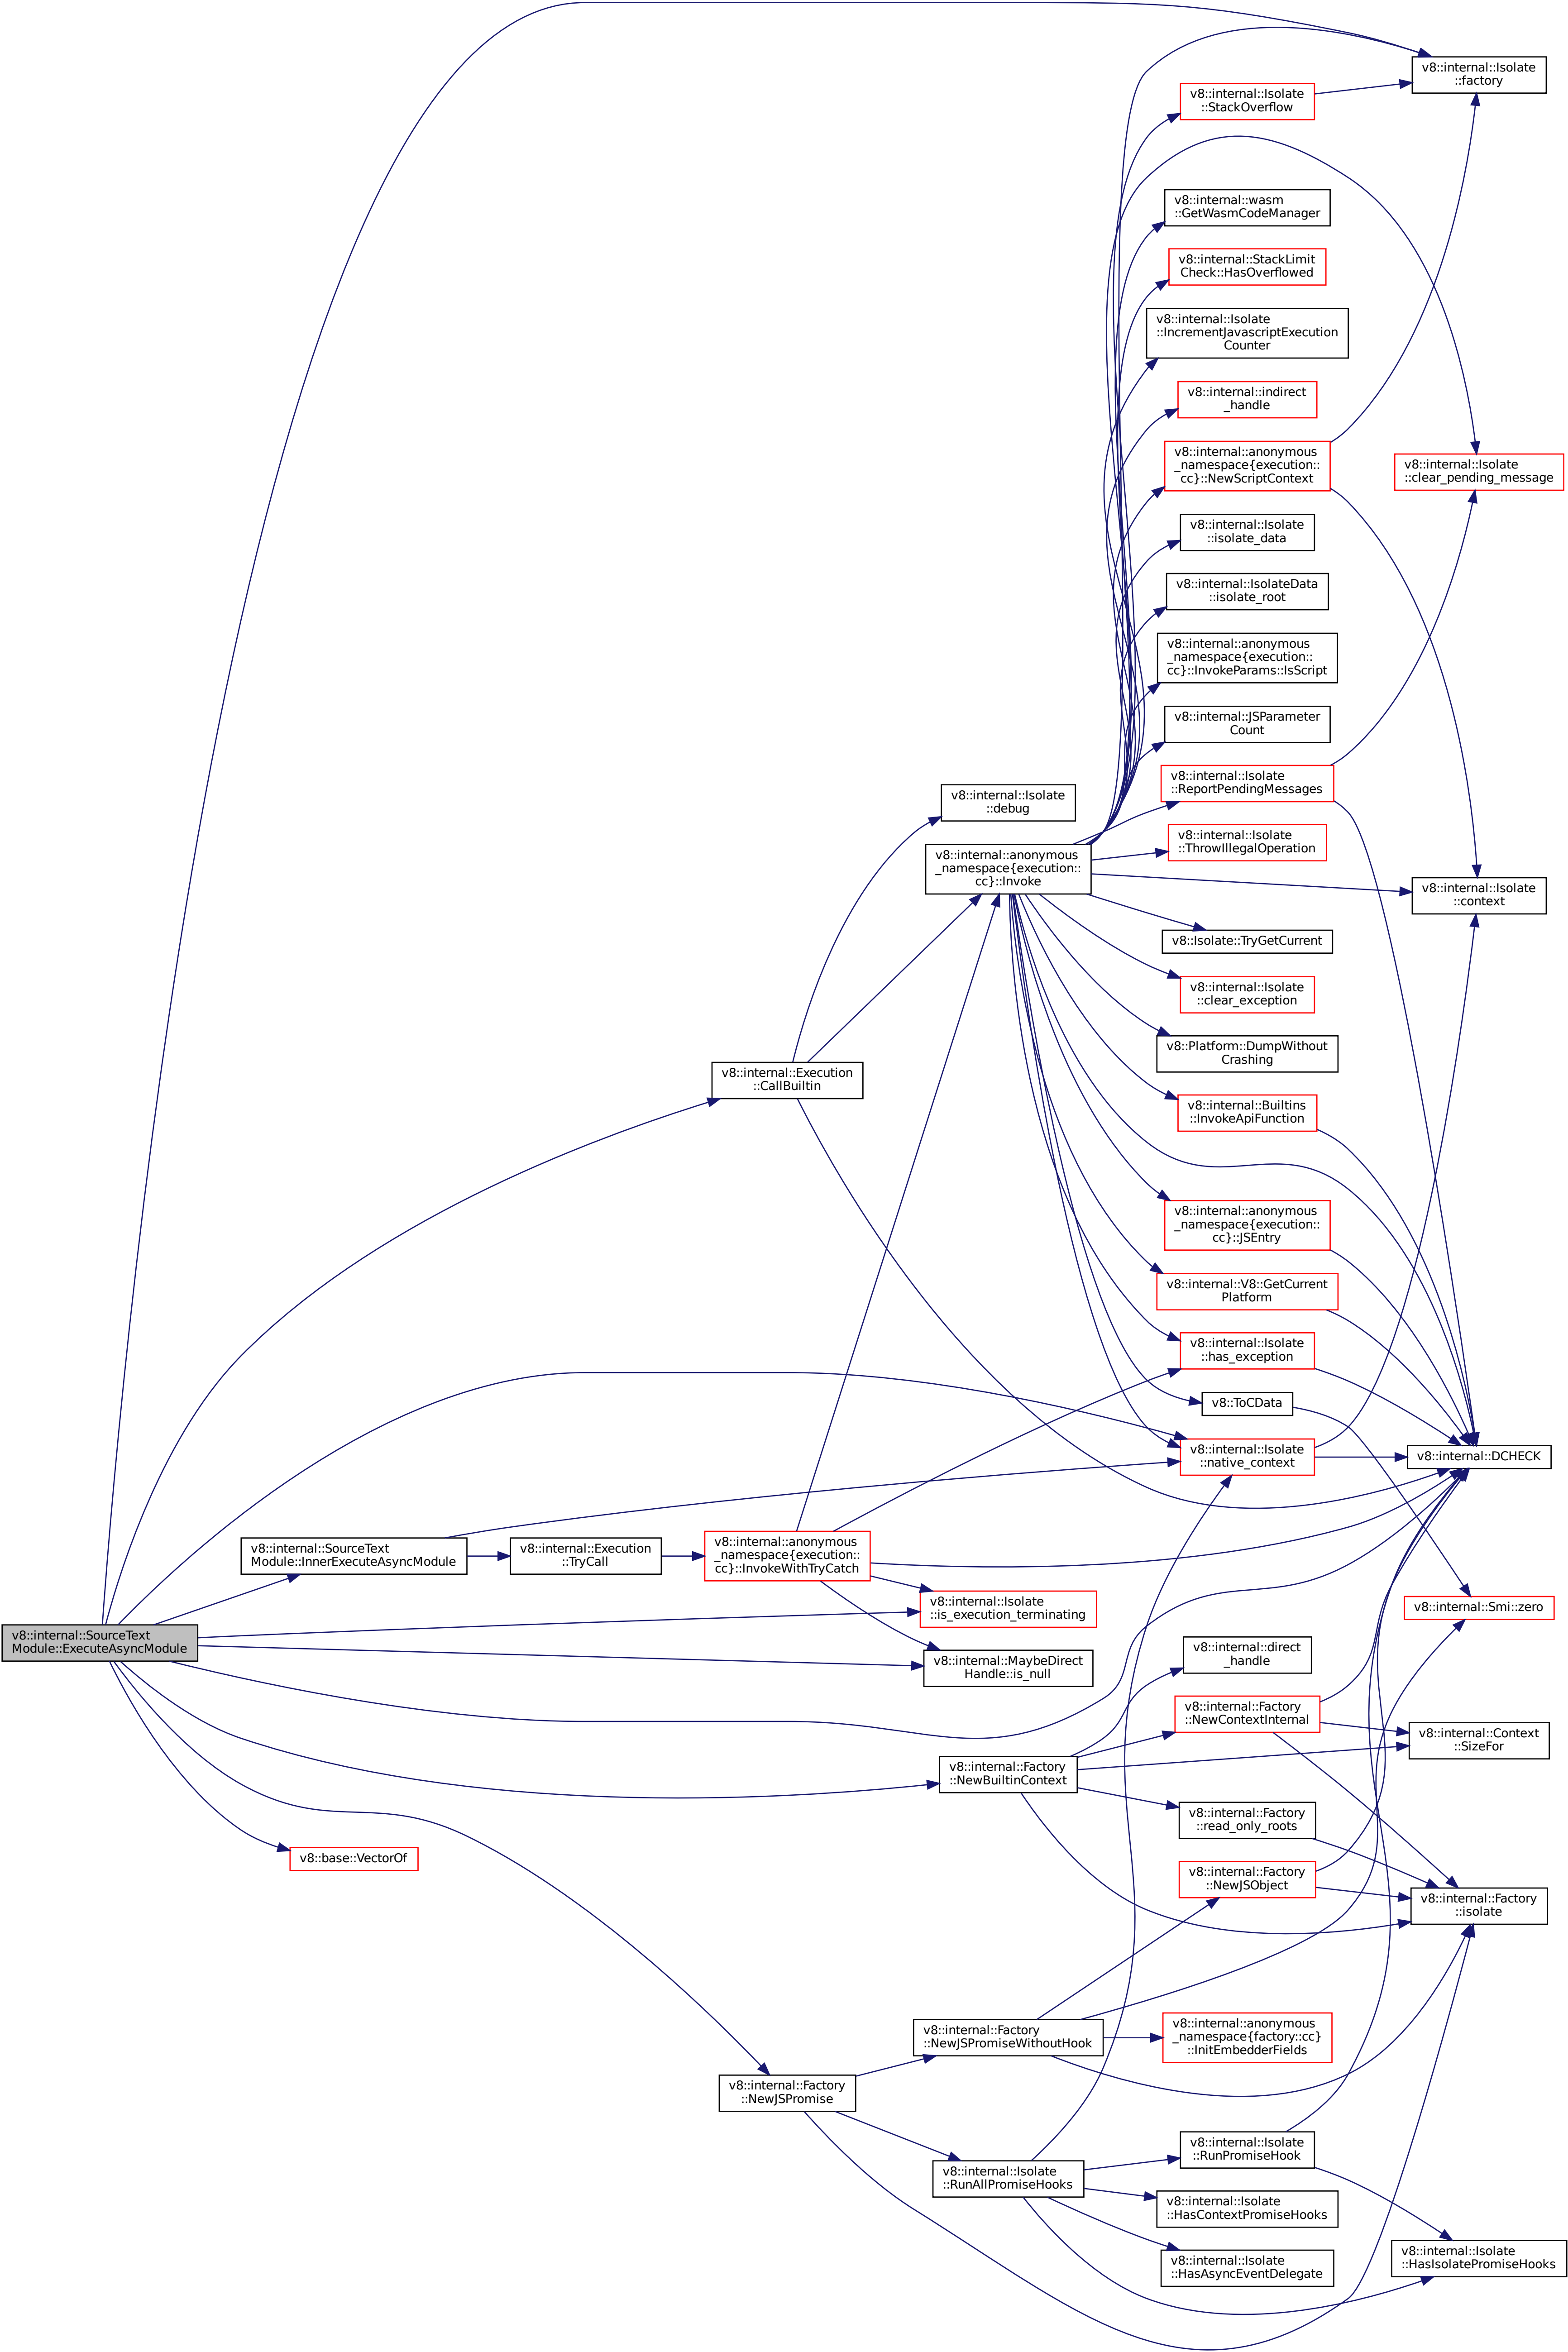 v8::internal::Isolate
::factory
v8::internal::Isolate
::StackOverflow
v8::internal::wasm
::GetWasmCodeManager
v8::internal::StackLimit
Check::HasOverflowed
v8::internal::Isolate
::IncrementJavascriptExecution
Counter
v8::internal::indirect
_handle
v8::internal::anonymous
_namespace{execution::
cc}::NewScriptContext
v8::internal::Isolate
::clear_pending_message
v8::internal::Isolate
::isolate_data
v8::internal::IsolateData
::isolate_root
v8::internal::anonymous
_namespace{execution::
cc}::InvokeParams::IsScript
v8::internal::JSParameter
Count
v8::internal::Isolate
::ReportPendingMessages
v8::internal::Isolate
::debug
v8::internal::Isolate
::ThrowIllegalOperation
v8::internal::anonymous
_namespace{execution::
cc}::Invoke
v8::internal::Isolate
::context
v8::Isolate::TryGetCurrent
v8::internal::Isolate
::clear_exception
v8::Platform::DumpWithout
Crashing
v8::internal::Execution
::CallBuiltin
v8::internal::Builtins
::InvokeApiFunction
v8::internal::anonymous
_namespace{execution::
cc}::JSEntry
v8::internal::V8::GetCurrent
Platform
v8::internal::Isolate
::has_exception
v8::ToCData
v8::internal::Isolate
::native_context
v8::internal::DCHECK
v8::internal::SourceText
Module::InnerExecuteAsyncModule
v8::internal::Execution
::TryCall
v8::internal::anonymous
_namespace{execution::
cc}::InvokeWithTryCatch
v8::internal::Isolate
::is_execution_terminating
v8::internal::Smi::zero
v8::internal::SourceText
Module::ExecuteAsyncModule
v8::internal::MaybeDirect
Handle::is_null
v8::internal::direct
_handle
v8::internal::Factory
::NewContextInternal
v8::internal::Context
::SizeFor
v8::internal::Factory
::NewBuiltinContext
v8::internal::Factory
::read_only_roots
v8::base::VectorOf
v8::internal::Factory
::NewJSObject
v8::internal::Factory
::isolate
v8::internal::Factory
::NewJSPromiseWithoutHook
v8::internal::anonymous
_namespace{factory::cc}
::InitEmbedderFields
v8::internal::Factory
::NewJSPromise
v8::internal::Isolate
::RunPromiseHook
v8::internal::Isolate
::RunAllPromiseHooks
v8::internal::Isolate
::HasContextPromiseHooks
v8::internal::Isolate
::HasAsyncEventDelegate
v8::internal::Isolate
::HasIsolatePromiseHooks